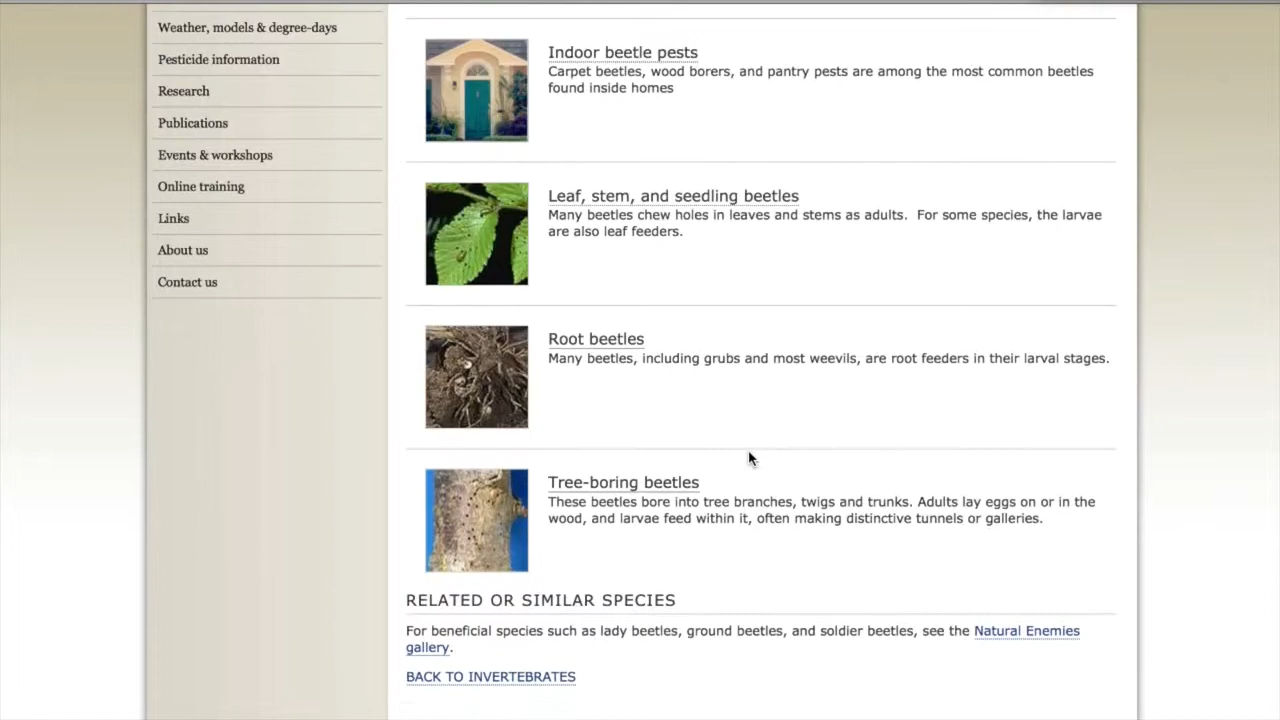 Weather, models & degree-days
Pesticide information
Research
Publications
Events & workshops
Online training
Links
About us
Contact us
Indoor beetle pests
Carpet beetles, wood borers, and pantry pests are among the most common beetles
found inside homes
Leaf, stem, and seedling beetles
Many beetles chew holes in leaves and stems as adults.  For some species, the larvae
are also leaf feeders.
Root beetles
Many beetles, including grubs and most weevils, are root feeders in their larval stages.
Tree-boring beetles
These beetles bore into tree branches, twigs and trunks. Adults lay eggs on or in the
wood, and larvae feed within it, often making distinctive tunnels or galleries.
RELATED OR SIMILAR SPECIES
For beneficial species such as lady beetles, ground beetles, and soldier beetles, see the Natural Enemies
gallery.
BACK TO INVERTEBRATES